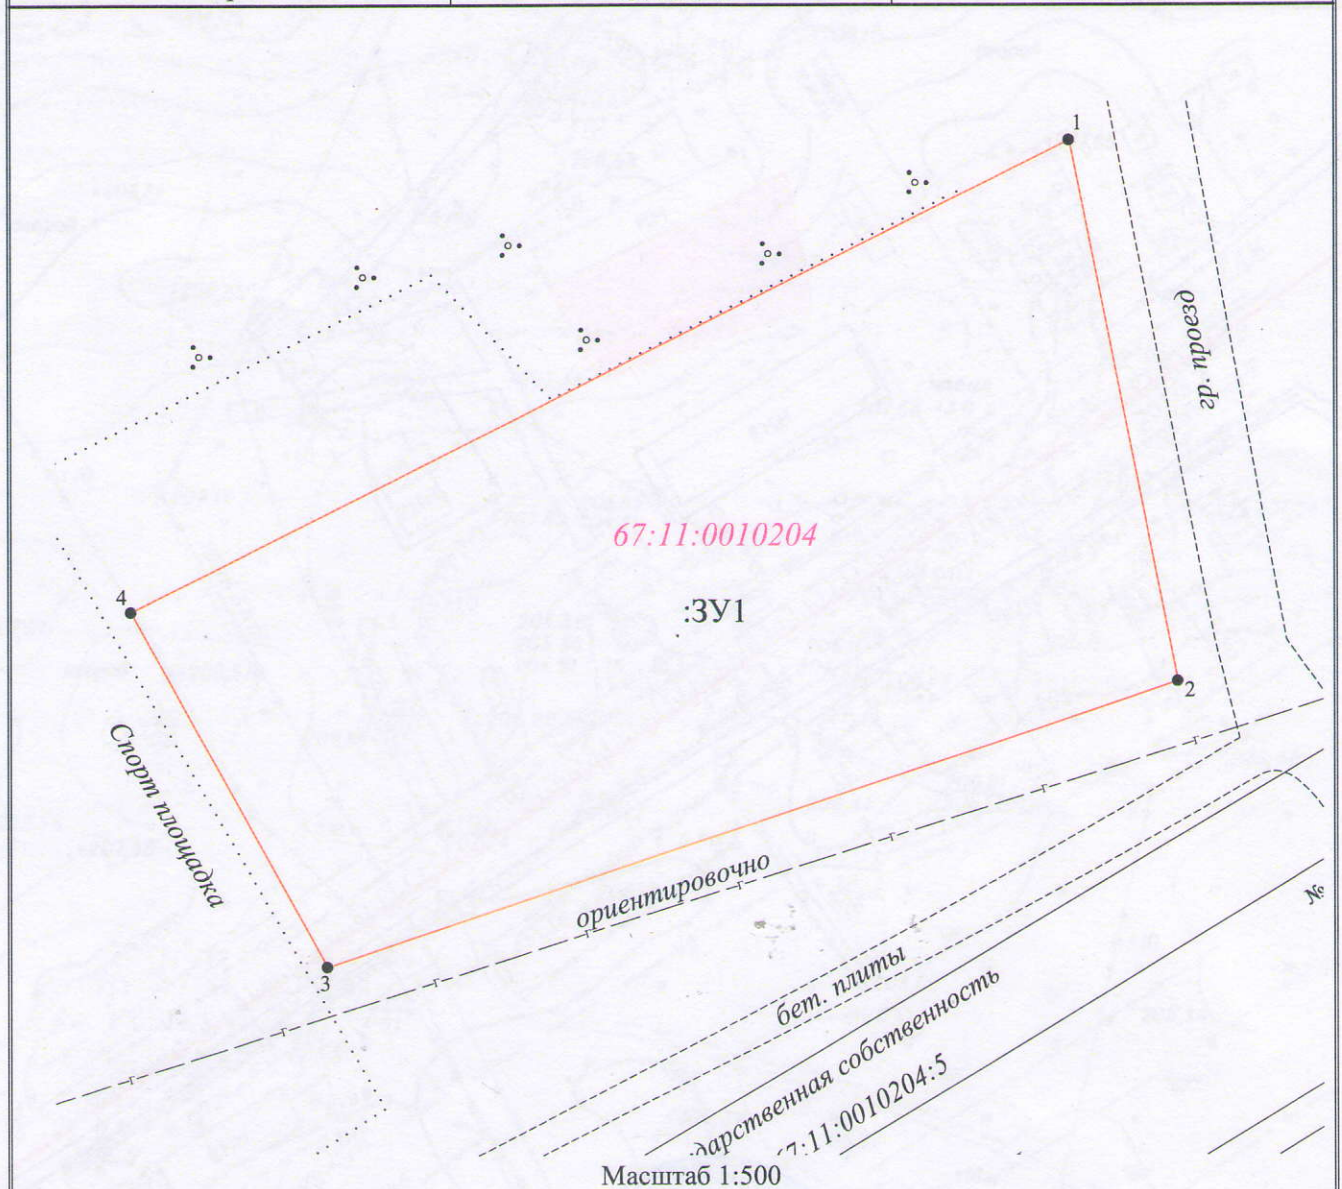 1
гр. проезд
67:11:0010204
4
:ЗУ1
2
Спорт площадка
ориентировочно
№
3
бет. плиты
дарственная собственность
7:11:0010204:5
Масштаб 1:500